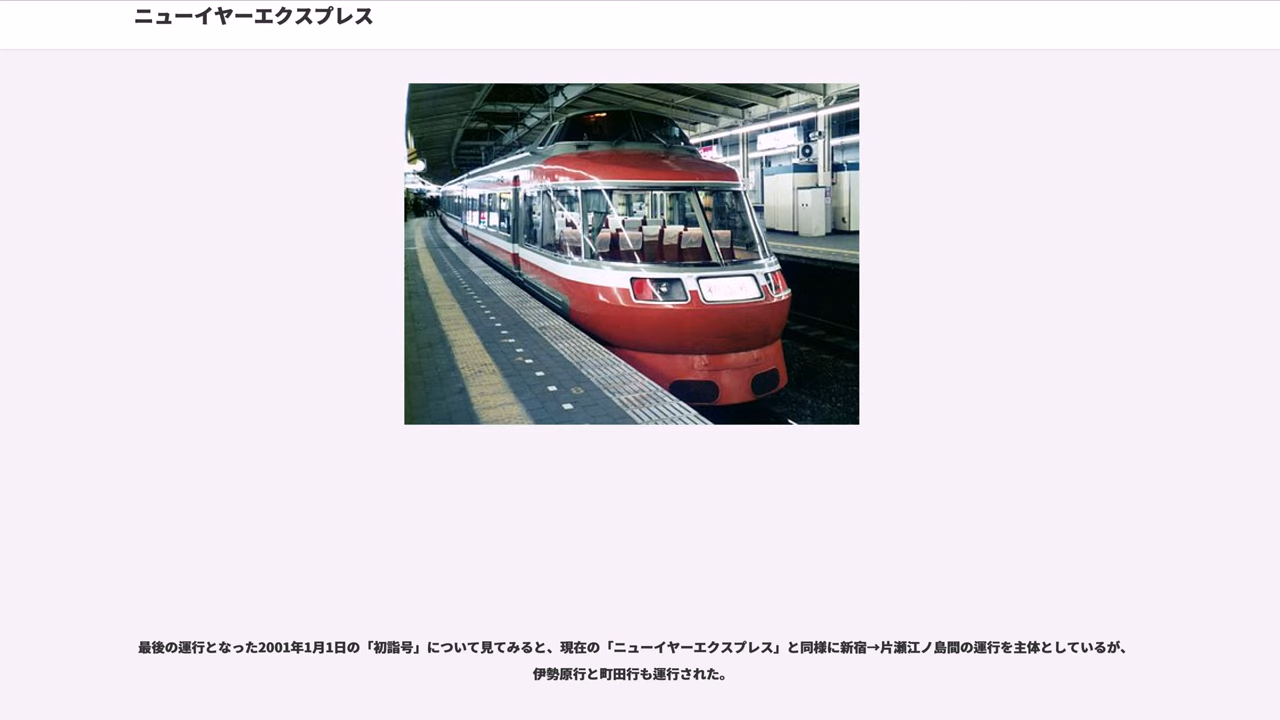 ニューイヤーエクスプレス
最後の運行となった2001年1月1日の「初詣号」について見てみると、現在の「ニューイヤーエクスプレス」と同様に新宿→片瀬江ノ島間の運行を主体としているが、
伊勢原行と町田行も運行された。